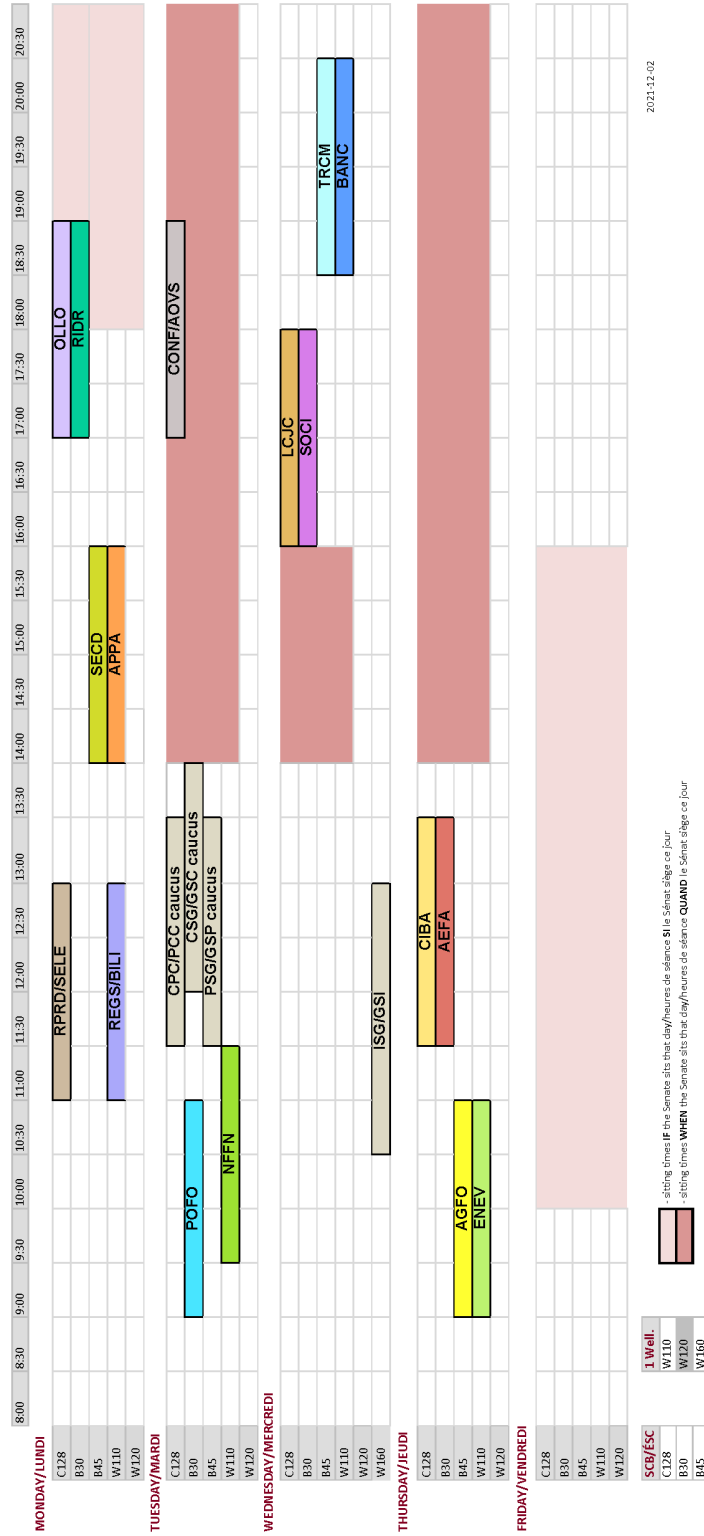 8:00 8:30 9:00 9:30 10:00 10:30 11:00 11:30 12:00 12:30 13:00 13:30 14:00 14:30 15:00 15:30 16:00 16:30 17:00 17:30 18:00 18:30 19:00 19:30 20:00 20:30
MONDAY/LUNDI
C128 RPRD/SELE OLLO
B30 RIDR
B45 SECD
W110 REGS/BILI APPA
W120
TUESDAY/MARDI
C128 CPC/PCC caucus CONF/AOVS
B30 POFO CSG/GSC caucus
B45 PSG/GSP caucus
W110 NFFN
W120
WEDNESDAY/MERCREDI
C128 LCJC
B30 SOCI
B45 TRCM
W110 BANC
W120
W160 ISG/GSI
THURSDAY/JEUDI
C128 CIBA
B30 AEFA
B45 AGFO
W110 ENEV
W120
FRIDAY/VENDREDI
C128
B30
B45
W110
W120
SCB/ÉSC 1 Well. 2021-12-02
C128 W110 - sitting times IF the Senate sits that day/heures de séance SI le Sénat siège ce jour
B30 W120 - sitting times WHEN the Senate sits that day/heures de séance QUAND le Sénat siège ce jour
B45 W160